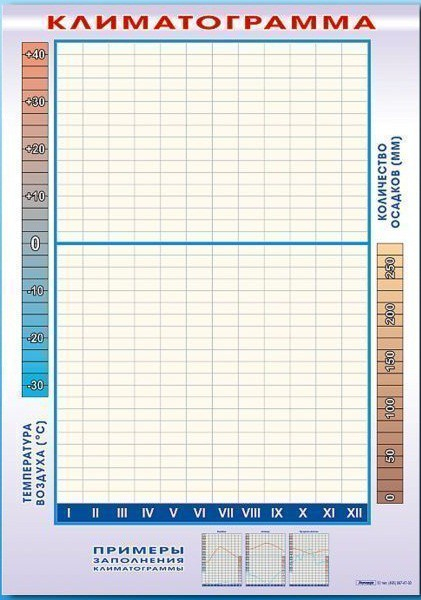 КЛИМАТОГРАММА
+40
+30
+20
+10
0
-10
-20
-30
ТЕМПЕРАТУРА
ВОЗДУХА (°С)
КОЛИЧЕСТВО
ОСАДКОВ (ММ)
250
200
150
100
50
0
I II III IV V VI VII VIII IX X XI XII
ПРИМЕРЫ
ЗАПОЛНЕНИЯ
КЛИМАТОГРАММЫ